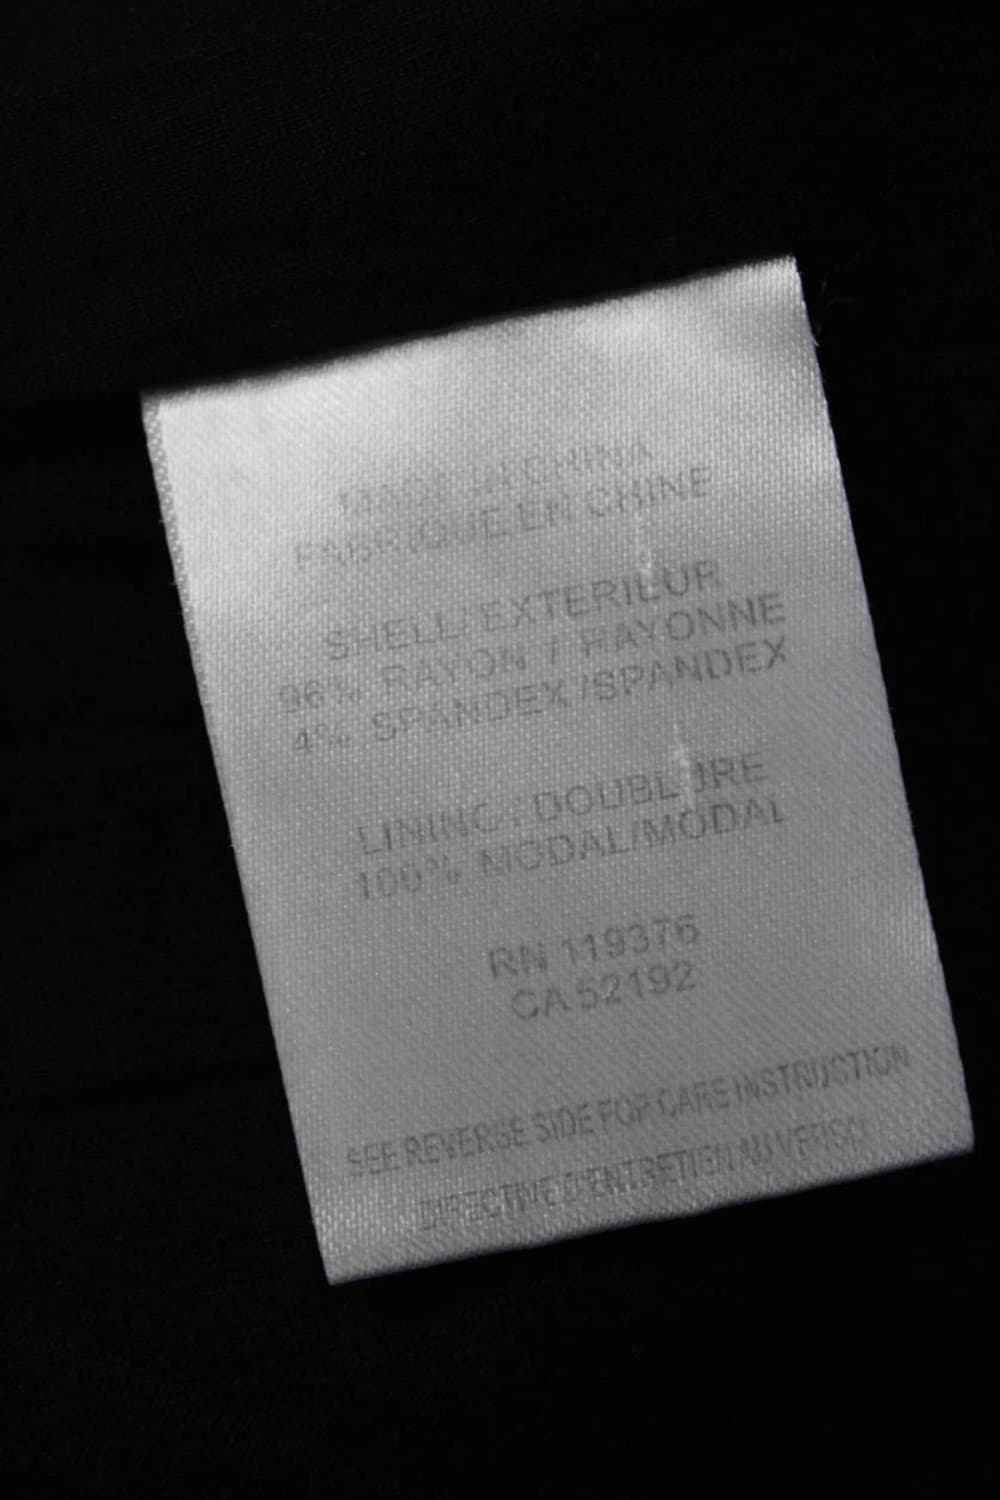 MADE IN CHINA
FABRIQUE EN CHINE
SHELL / EXTERIEUR
96% RAYON / RAYONNE
4% SPANDEX /SPANDEX
LINING / DOUBLURE
100% MODAL/MODAL
RN 119376
CA 52192
SEE REVERSE SIDE FOR CARE INSTRUCTION
DIRECTIVE D'ENTRETIEN AU VERSO